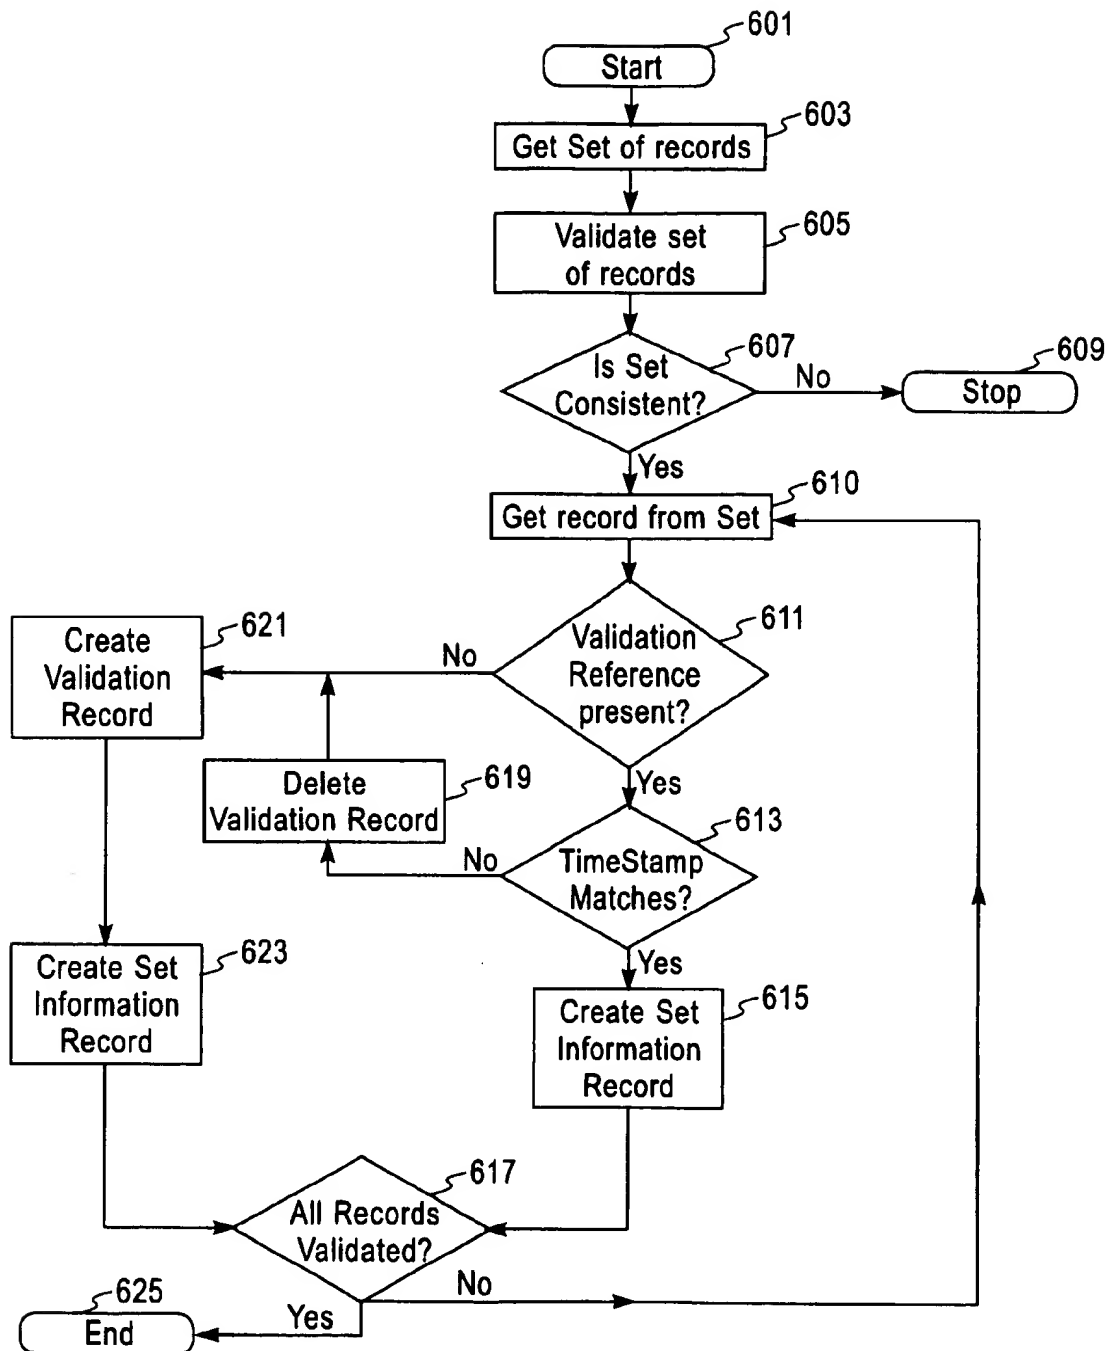 601
Start
603
Get Set of records
605
Validate set
of records
607
Is Set
Consistent?
No
609
Stop
Yes
610
Get record from Set
611
Validation
Reference
present?
No
621
Create
Validation
Record
Yes
619
Delete
Validation Record
613
TimeStamp
Matches?
No
Yes
623
Create Set
Information
Record
615
Create Set
Information
Record
617
All Records
Validated?
No
Yes
625
End